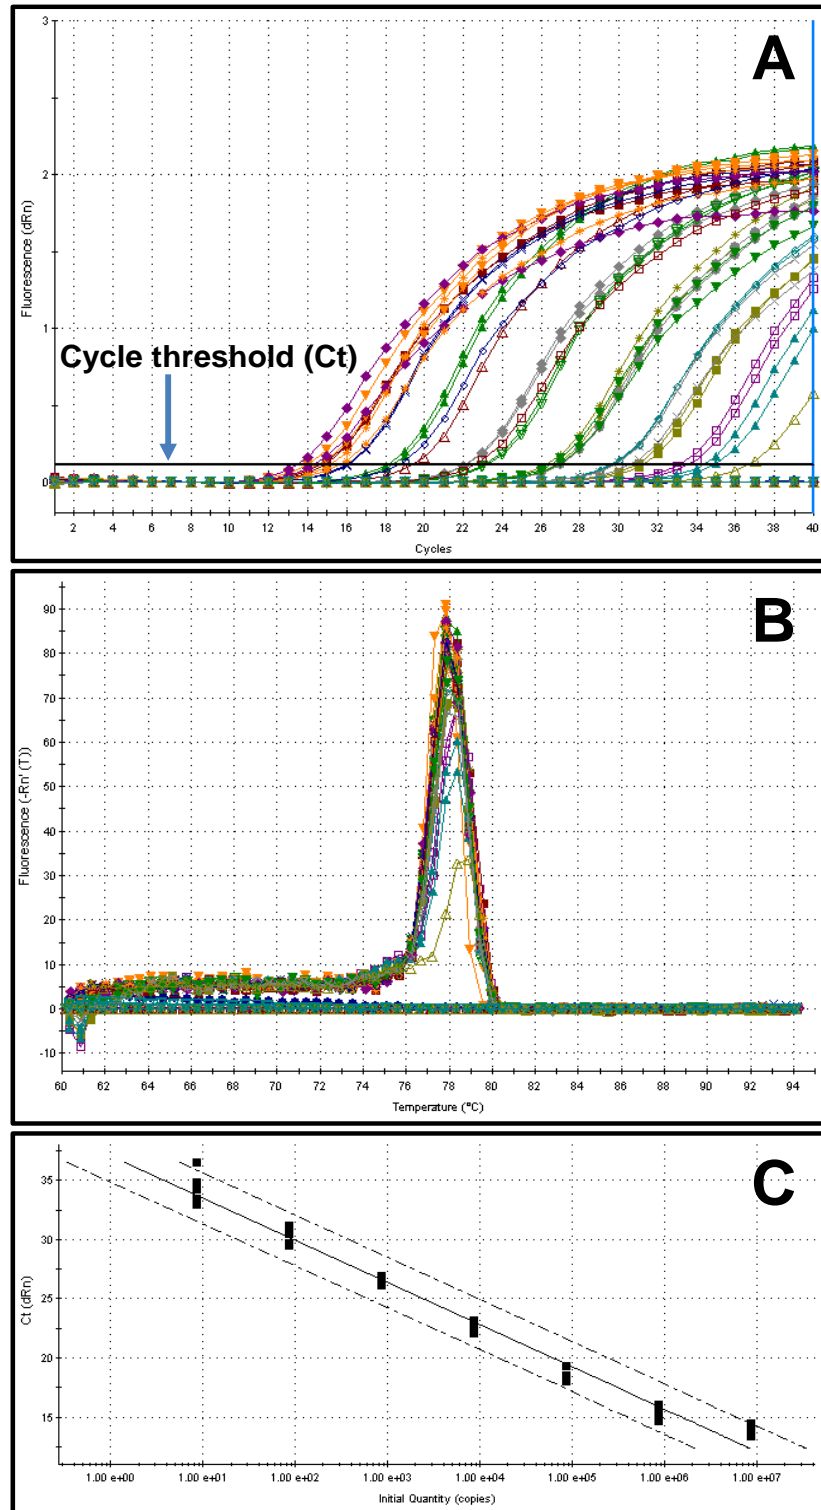 A
3
2
1
0
Fluorescence (dRn)
Cycle threshold (Ct)
2 4 6 8 10 12 14 16 18 20 22 24 26 28 30 32 34 36 38 40
Cycles
B
90
80
70
60
50
40
30
20
10
0
-10
Fluorescence (-Rn' (T))
60 62 64 66 68 70 72 74 76 78 80 82 84 86 88 90 92 94
Temperature (°C)
C
35
30
25
20
15
Ct (dRn)
1.00 e+00 1.00 e+01 1.00 e+02 1.00 e+03 1.00 e+04 1.00 e+05 1.00 e+06 1.00 e+07
Initial Quantity (copies)